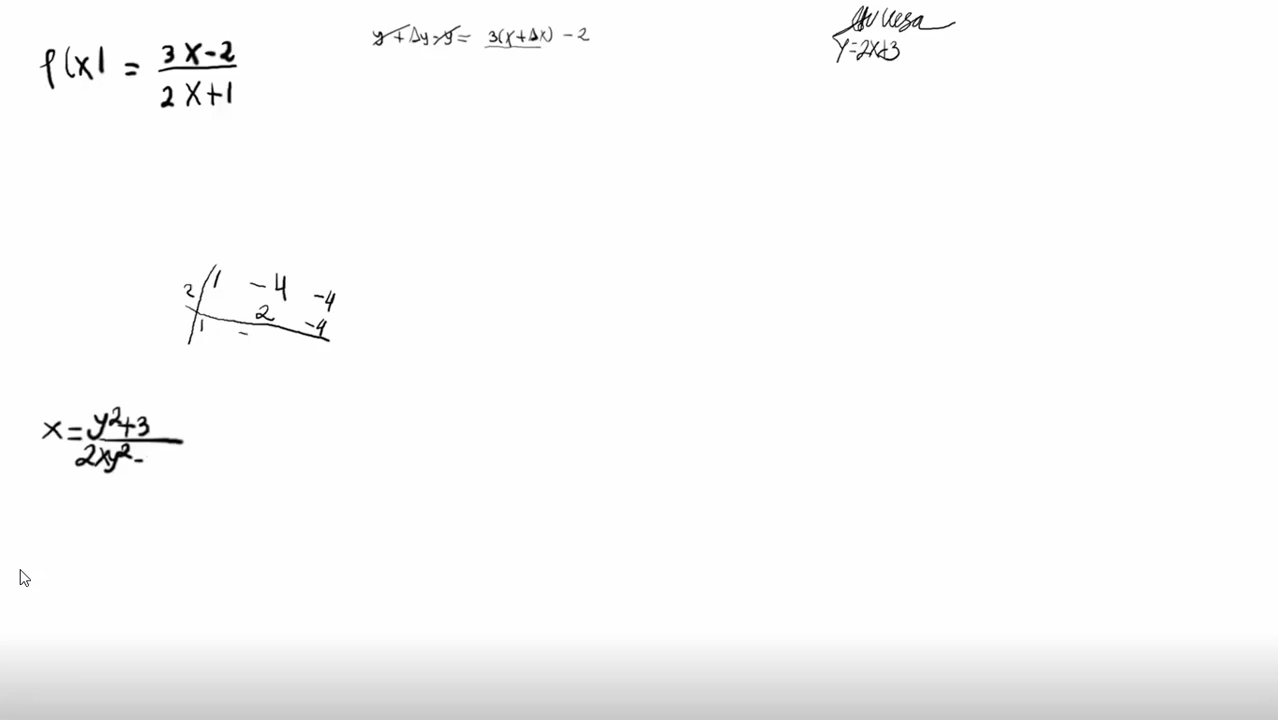 f(x) = 3x-2
2x+1
y+Δy-y = 3(x+Δx) - 2
y=2x+3
2 1 -4 -4
2 -4
1 -
x = y²+3
2xy² -